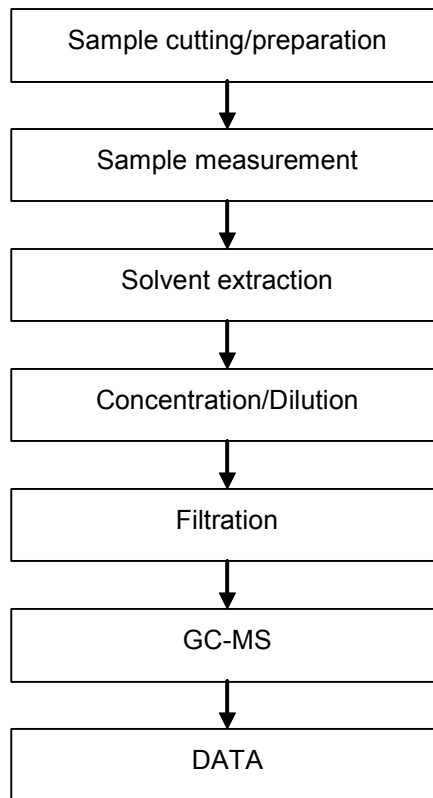 Sample cutting/preparation
Sample measurement
Solvent extraction
Concentration/Dilution
Filtration
GC-MS
DATA